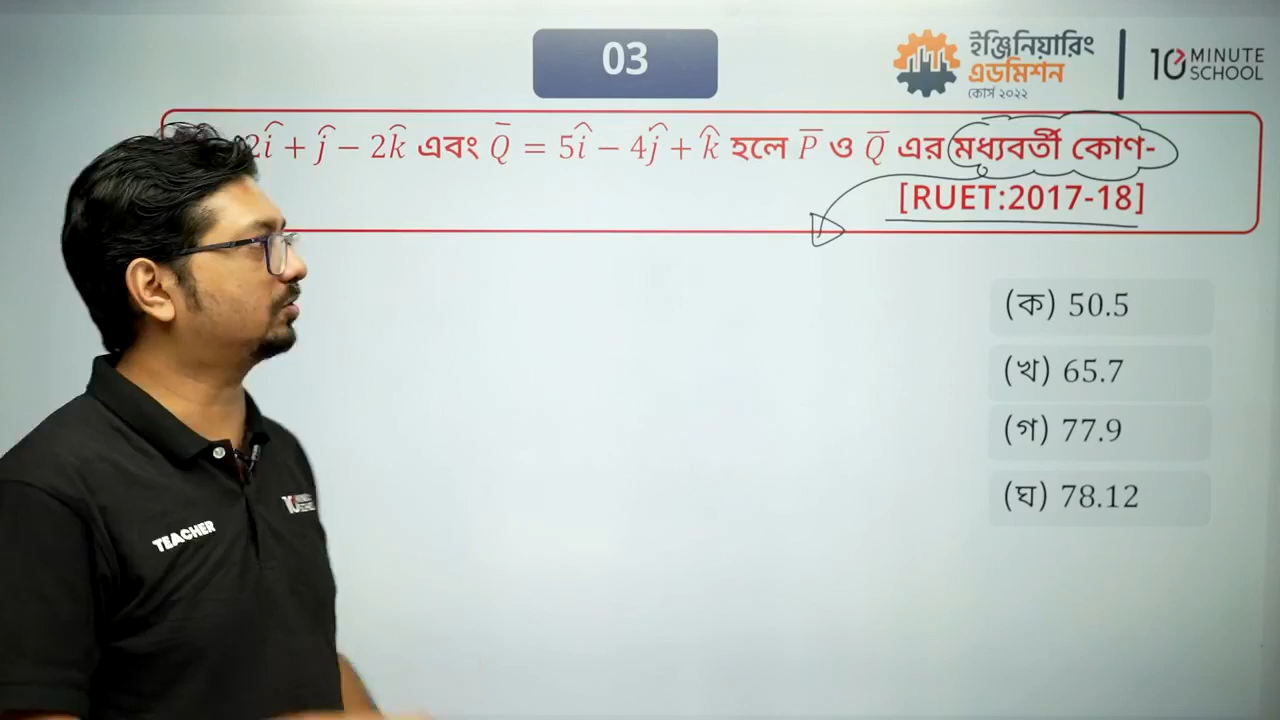 03
ইঞ্জিনিয়ারিং
এডমিশন
কোর্স ২০২২
10 MINUTE
SCHOOL
2î + ĵ − 2k̂ এবং Q̅ = 5î − 4ĵ + k̂ হলে P̅ ও Q̅ এর মধ্যবর্তী কোণ-
[RUET:2017-18]
(ক) 50.5
(খ) 65.7
(গ) 77.9
(ঘ) 78.12
TEACHER